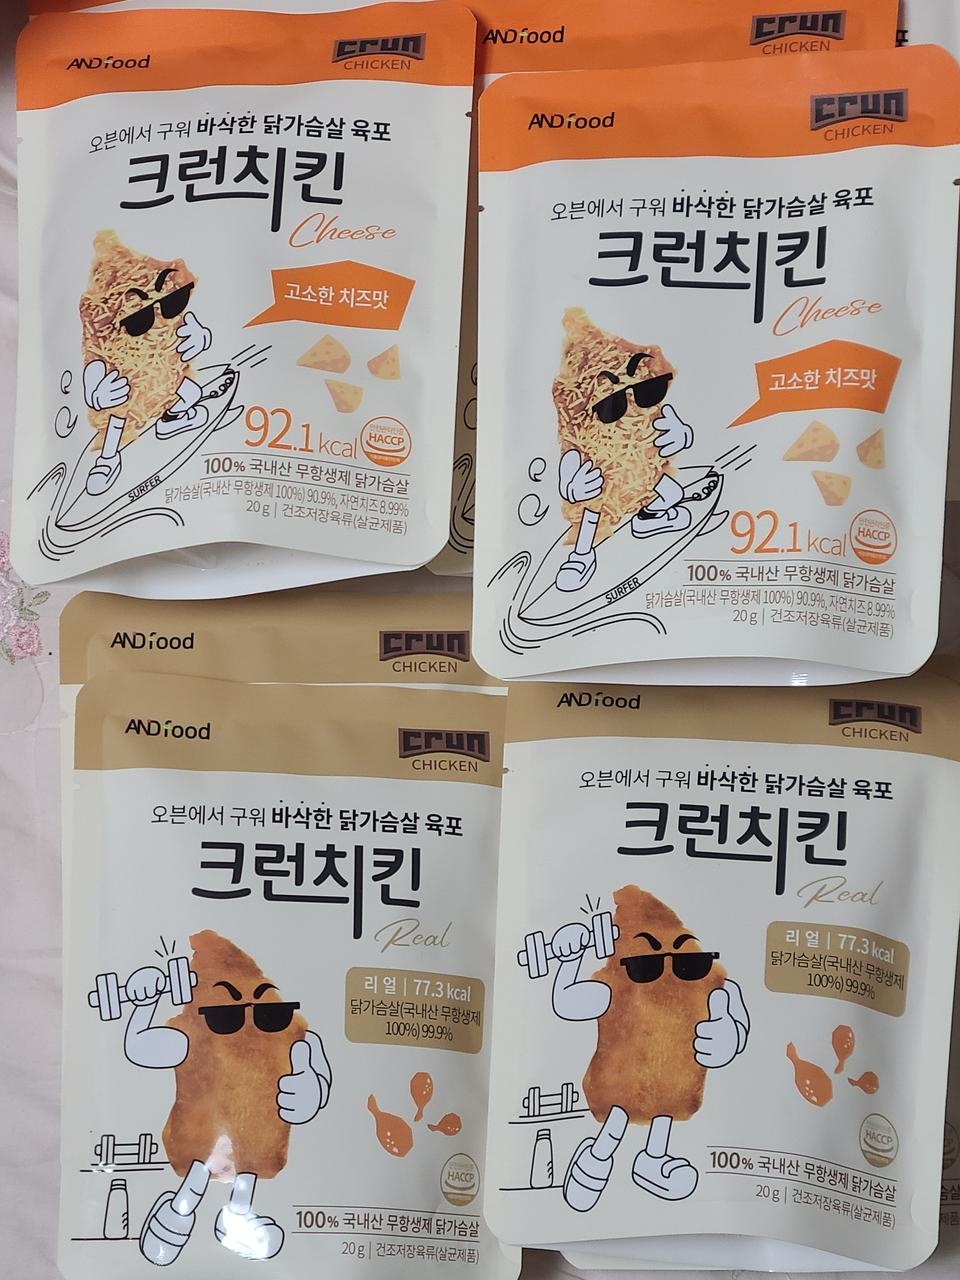 ANDfood
crun
CHICKEN
오븐에서 구워 바삭한 닭가슴살 육포
크런치킨
Cheese
고소한 치즈맛
92.1 kcal
HACCP
100% 국내산 무항생제 닭가슴살
닭가슴살(국내산 무항생제 100%) 90.9%, 자연치즈 8.99%
20 g | 건조저장육류(살균제품)
SURFER
ANDfood
crun
CHICKEN
ANDfood
crun
CHICKEN
오븐에서 구워 바삭한 닭가슴살 육포
크런치킨
Cheese
고소한 치즈맛
92.1 kcal
HACCP
100% 국내산 무항생제 닭가슴살
닭가슴살(국내산 무항생제 100%) 90.9%, 자연치즈 8.99%
20 g | 건조저장육류(살균제품)
SURFER
ANDfood
crun
CHICKEN
ANDfood
crun
CHICKEN
오븐에서 구워 바삭한 닭가슴살 육포
크런치킨
Real
리얼 | 77.3 kcal
닭가슴살(국내산 무항생제
100%) 99.9%
HACCP
100% 국내산 무항생제 닭가슴살
20 g | 건조저장육류(살균제품)
ANDfood
crun
CHICKEN
오븐에서 구워 바삭한 닭가슴살 육포
크런치킨
Real
리얼 | 77.3 kcal
닭가슴살(국내산 무항생제
100%) 99.9%
HACCP
100% 국내산 무항생제 닭가슴살
20 g | 건조저장육류(살균제품)